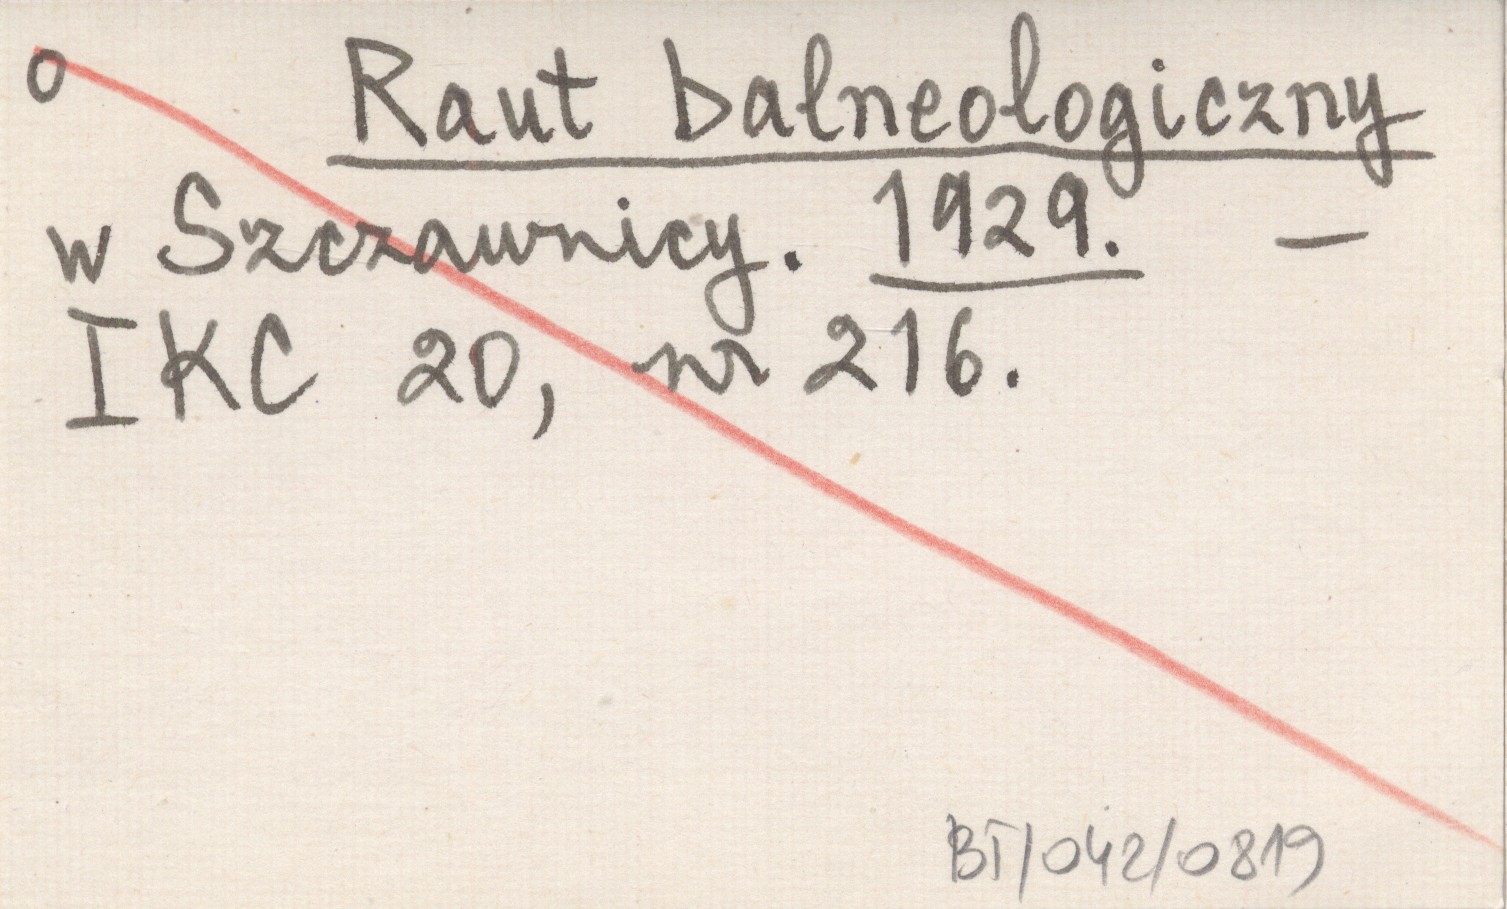 o Raut balneologiczny
w Szczawnicy. 1929. —
IKC 20, nr 216.
BT/042/0819